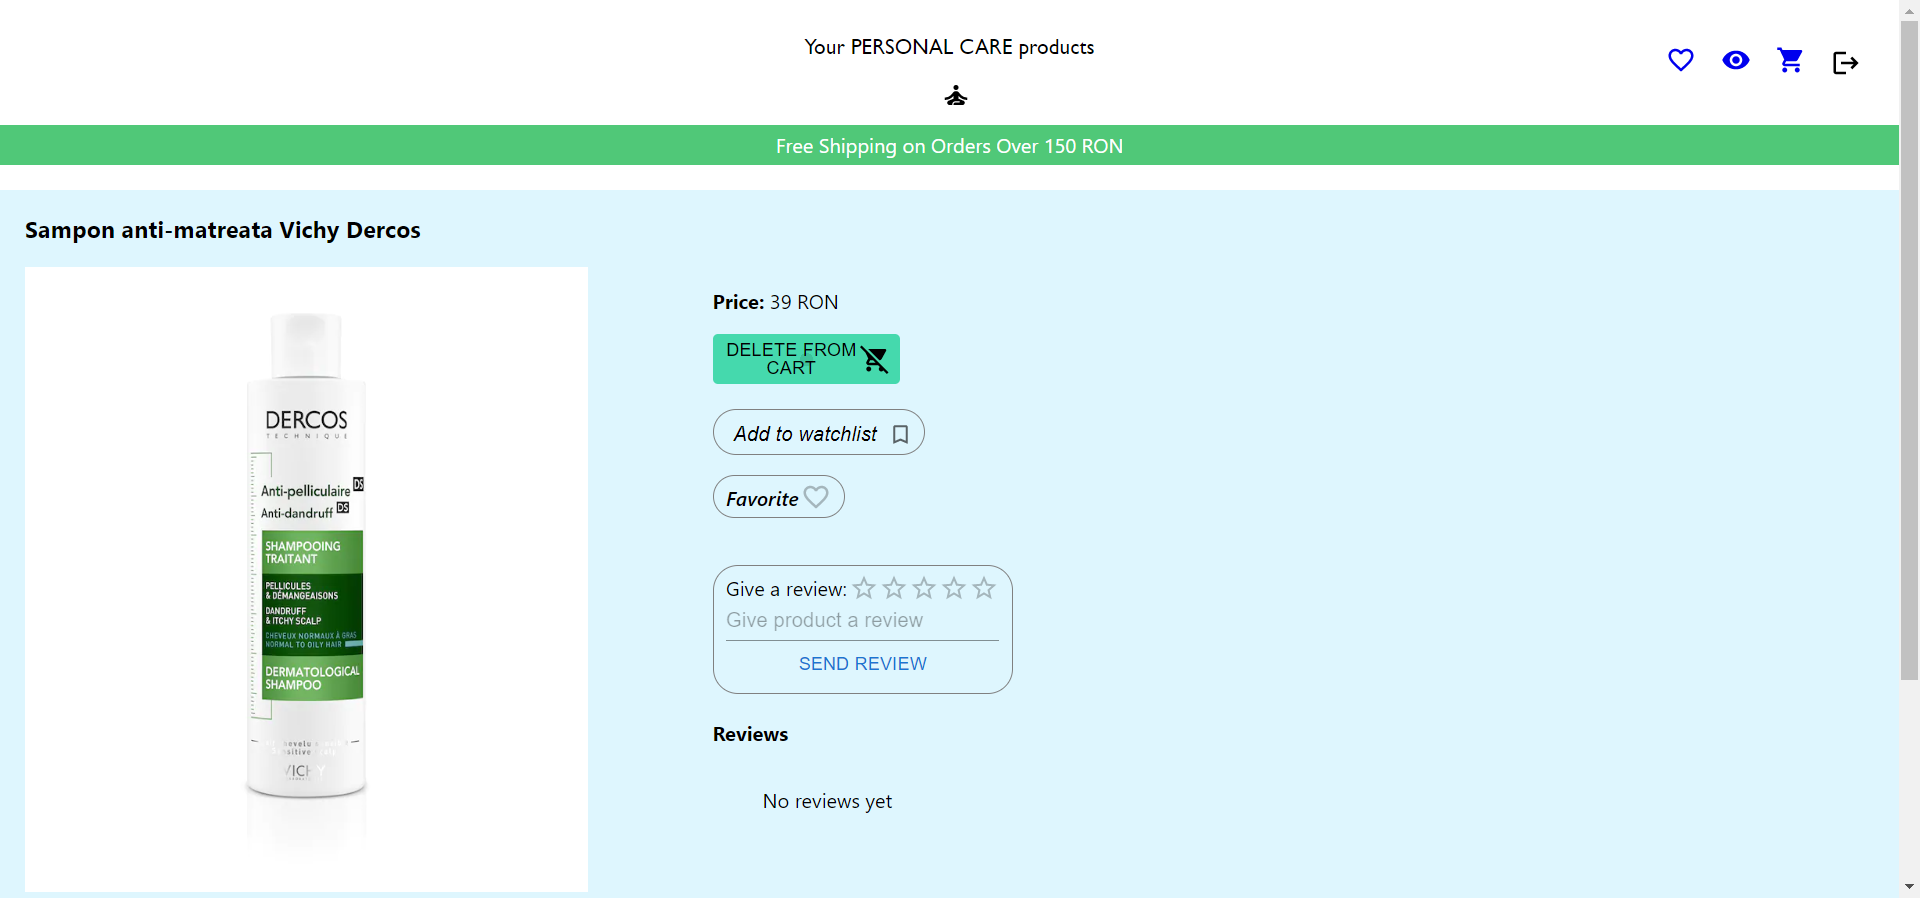 Your PERSONAL CARE products
Free Shipping on Orders Over 150 RON
Sampon anti-matreata Vichy Dercos
DERCOS
TECHNIQUE
Anti-pelliculaire DS
Anti-dandruff DS
SHAMPOOING
TRAITANT
PELLICULES
& DÉMANGEAISONS
DANDRUFF
& ITCHY SCALP
CHEVEUX NORMAUX À GRAS
NORMAL TO OILY HAIR
DERMATOLOGICAL
SHAMPOO
VICHY
Price: 39 RON
DELETE FROM
CART
Add to watchlist
Favorite
Give a review:
Give product a review
SEND REVIEW
Reviews
No reviews yet